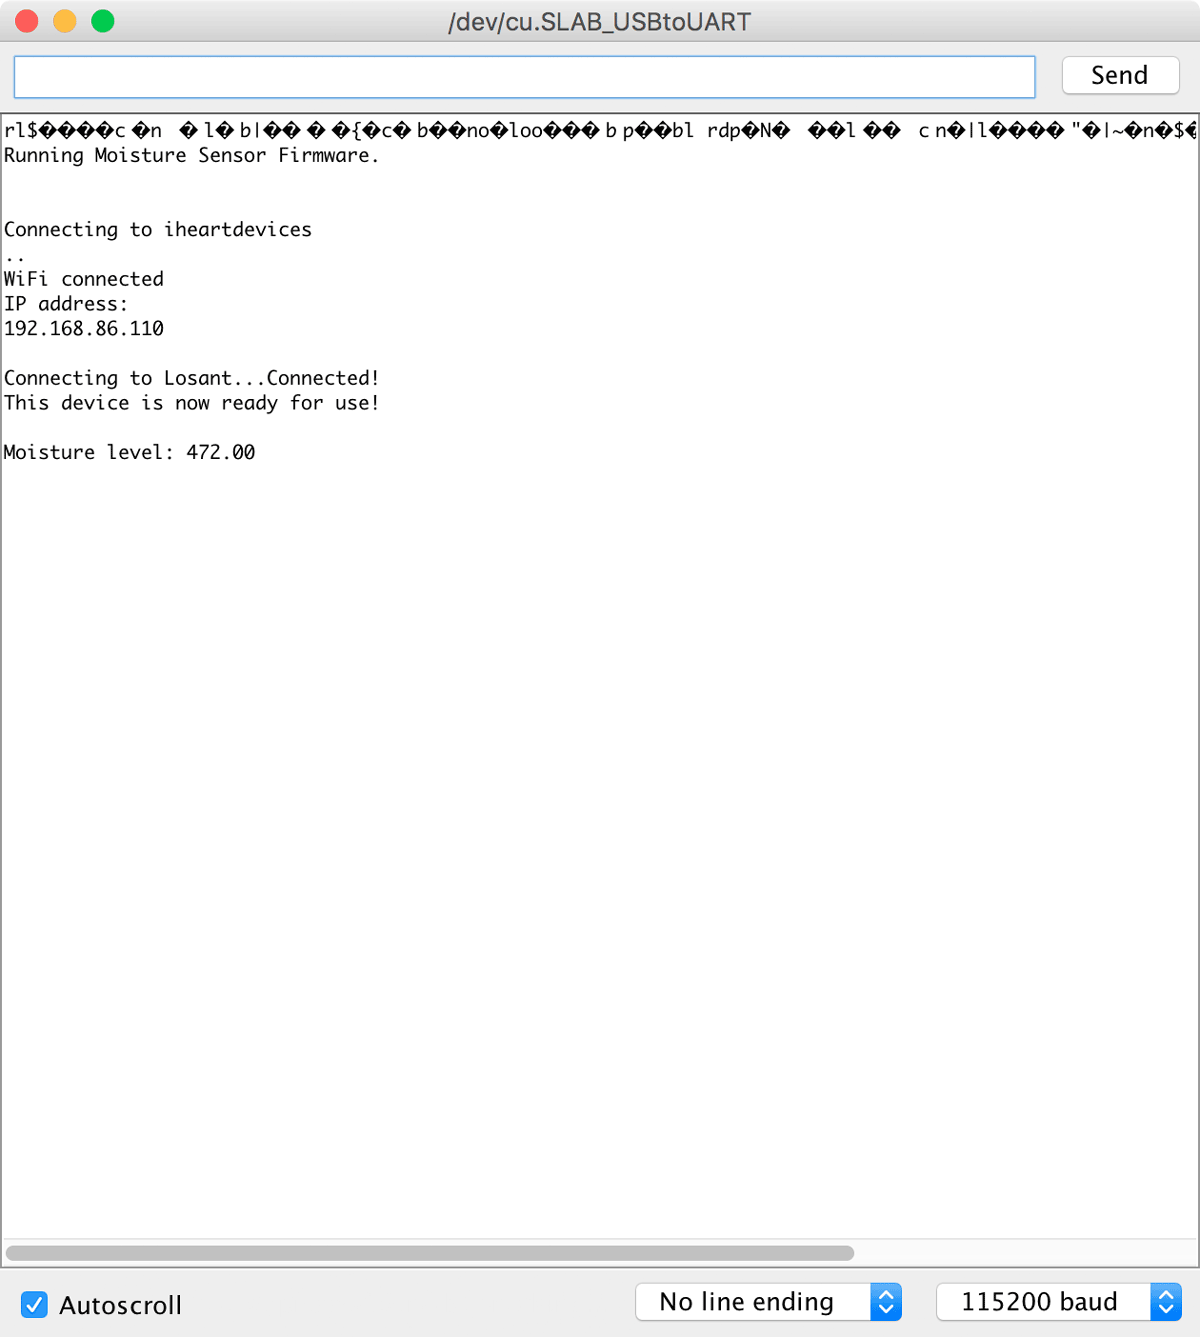 /dev/cu.SLAB_USBtoUART
Send
rl$����c�n �l�b|�� � �{�c�b��no�loo���bp��bl rdp�N� ��l�� cn�|l����"�|~�n�$�
Running Moisture Sensor Firmware.
Connecting to iheartdevices
..
WiFi connected
IP address:
192.168.86.110
Connecting to Losant...Connected!
This device is now ready for use!
Moisture level: 472.00
Autoscroll
No line ending
115200 baud